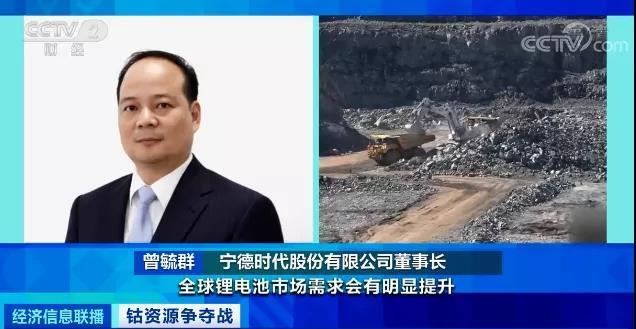 CCTV 2
财经
CCTV.com
曾毓群 宁德时代股份有限公司董事长
全球锂电池市场需求会有明显提升
经济信息联播 钴资源争夺战